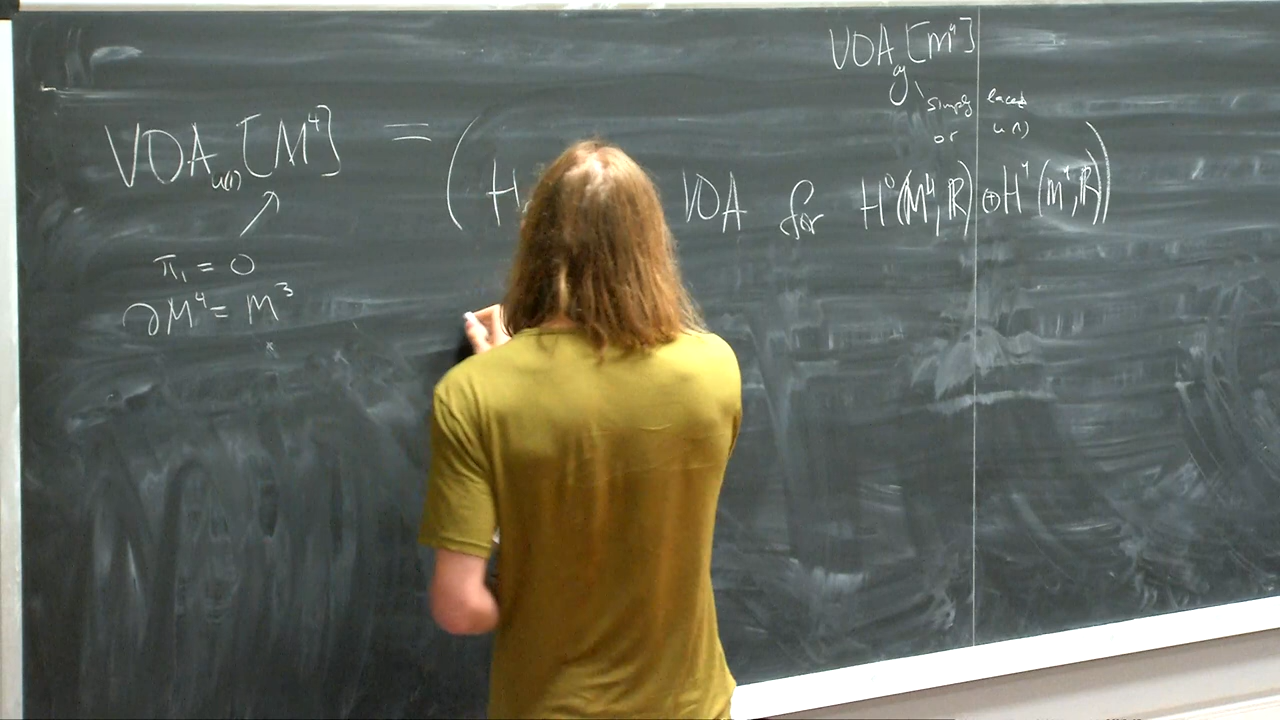 VOA_g [M⁴]
simply laced
or u(1)
VOA_u(1) [M⁴] = (
H VOA for H⁰(M⁴, ℝ) ⊕ H⁴(M⁴, ℝ))
π₁ = 0
∂M⁴ = M³